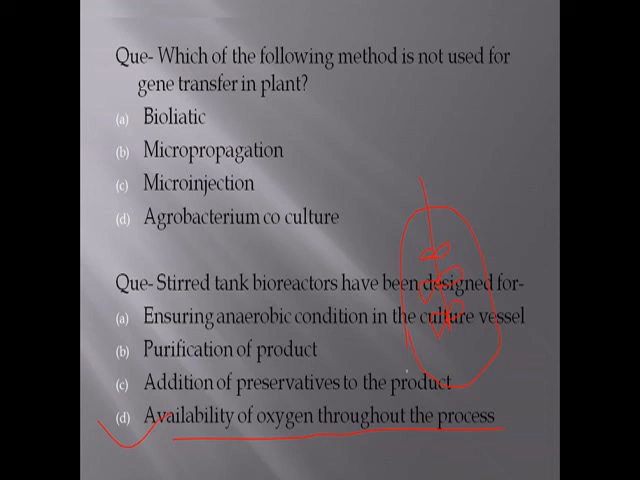 Que- Which of the following method is not used for
gene transfer in plant?
(a) Bioliatic
(b) Micropropagation
(c) Microinjection
(d) Agrobacterium co culture
Que- Stirred tank bioreactors have been designed for-
(a) Ensuring anaerobic condition in the culture vessel
(b) Purification of product
(c) Addition of preservatives to the product
(d) Availability of oxygen throughout the process